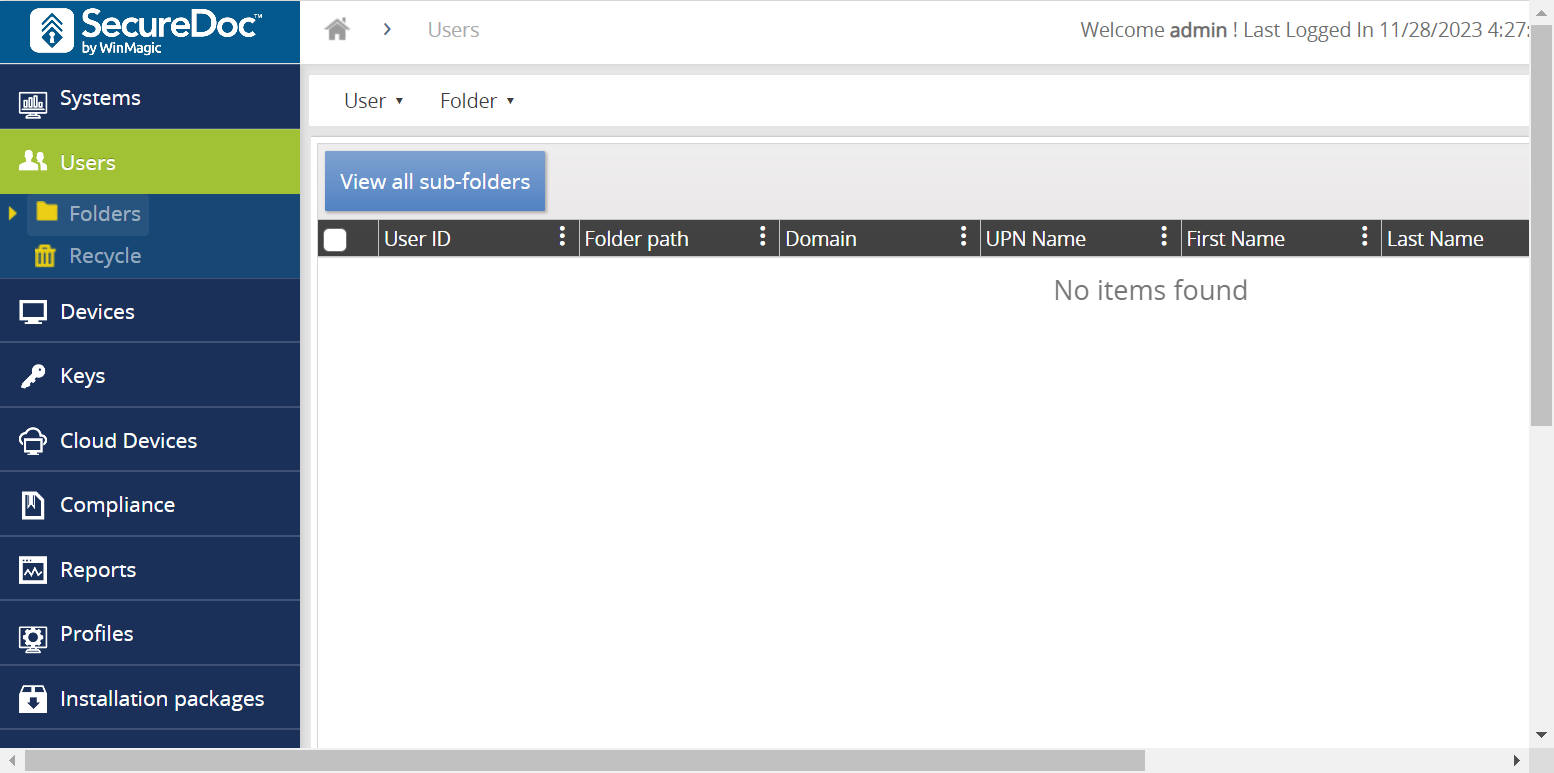 SecureDoc™
by WinMagic
Users
Welcome admin ! Last Logged In 11/28/2023 4:27:
Systems
Users
Folders
Recycle
Devices
Keys
Cloud Devices
Compliance
Reports
Profiles
Installation packages
User Folder
View all sub-folders
User ID Folder path Domain UPN Name First Name Last Name
No items found